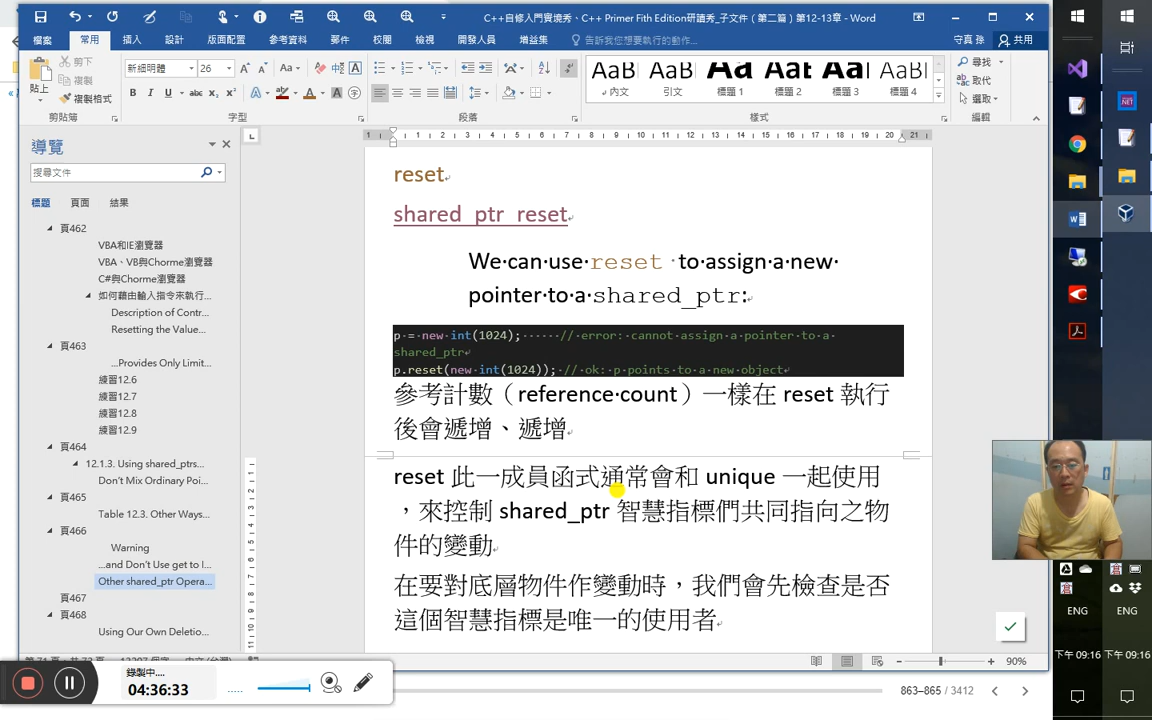 C++自修入門實境秀、C++ Primer Fith Edition研讀秀_子文件（第二篇）第12-13章 - Word
檔案 常用 插入 設計 版面配置 參考資料 郵件 校閱 檢視 開發人員 增益集 告訴我您想要執行的動作... 守真 孫 共用
剪下
複製
複製格式
貼上
新細明體 26
AaB AaB Aa Aat Aal AaBl
內文 引文 標題 1 標題 2 標題 3 標題 4
尋找
取代
選取
剪貼簿 字型 段落 樣式 編輯
導覽
搜尋文件
標題 頁面 結果
頁462
VBA和IE瀏覽器
VBA、VB與Chorme瀏覽器
C#與Chorme瀏覽器
如何藉由輸入指令來執行...
Description of Contr...
Resetting the Value...
頁463
...Provides Only Limit...
練習12.6
練習12.7
練習12.8
練習12.9
頁464
12.1.3. Using shared_ptrs...
Don't Mix Ordinary Poi...
頁465
Table 12.3. Other Ways...
頁466
Warning
...and Don't Use get to I...
Other shared_ptr Opera...
頁467
頁468
Using Our Own Deletio...
reset
shared_ptr reset
We can use reset to assign a new
pointer to a shared_ptr:
p = new int(1024); // error: cannot assign a pointer to a
shared_ptr
p.reset(new int(1024)); // ok: p points to a new object
參考計數（reference count）一樣在 reset 執行
後會遞增、遞增
reset 此一成員函式通常會和 unique 一起使用
，來控制 shared_ptr 智慧指標們共同指向之物
件的變動
在要對底層物件作變動時，我們會先檢查是否
這個智慧指標是唯一的使用者
90%
錄製中....
04:36:33
863–865 / 3412
ENG ENG
下午 09:16 下午 09:16